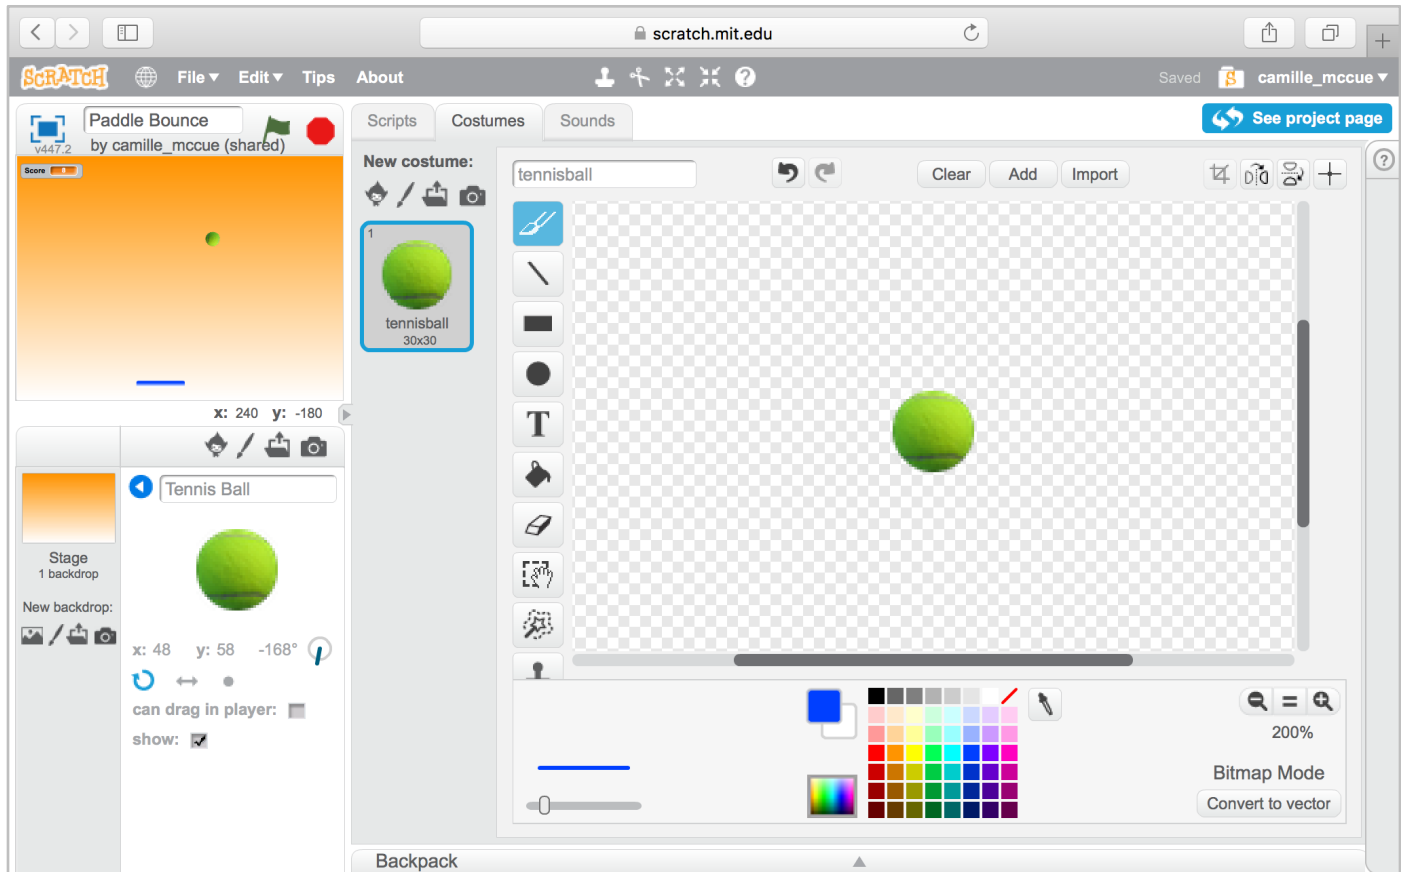 scratch.mit.edu
SCRATCH File Edit Tips About Saved camille_mccue
Paddle Bounce
by camille_mccue (shared)
v447.2
Scripts Costumes Sounds
See project page
Score
New costume:
tennisball
Clear Add Import
1
tennisball
30x30
T
x: 240 y: -180
Tennis Ball
Stage
1 backdrop
New backdrop:
x: 48 y: 58 -168°
can drag in player:
show:
200%
Bitmap Mode
Convert to vector
Backpack